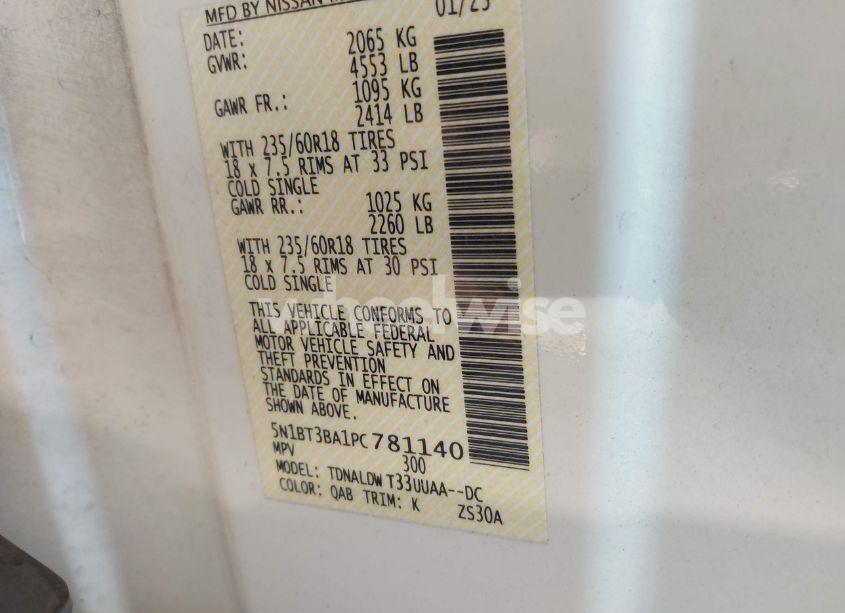 MFD BY NISSAN
01/23
DATE:
2065 KG
GVWR:
4553 LB
1095 KG
GAWR FR.:
2414 LB
WITH 235/60R18 TIRES
18 x 7.5 RIMS AT 33 PSI
COLD SINGLE
GAWR RR.:
1025 KG
2260 LB
WITH 235/60R18 TIRES
18 x 7.5 RIMS AT 30 PSI
COLD SINGLE
THIS VEHICLE CONFORMS TO
ALL APPLICABLE FEDERAL
MOTOR VEHICLE SAFETY AND
THEFT PREVENTION
STANDARDS IN EFFECT ON
THE DATE OF MANUFACTURE
SHOWN ABOVE.
5N1BT3BA1PC781140
MPV 300
MODEL: TDNALDW T33UUAA--DC
COLOR: QAB TRIM: K ZS30A
wheelwise